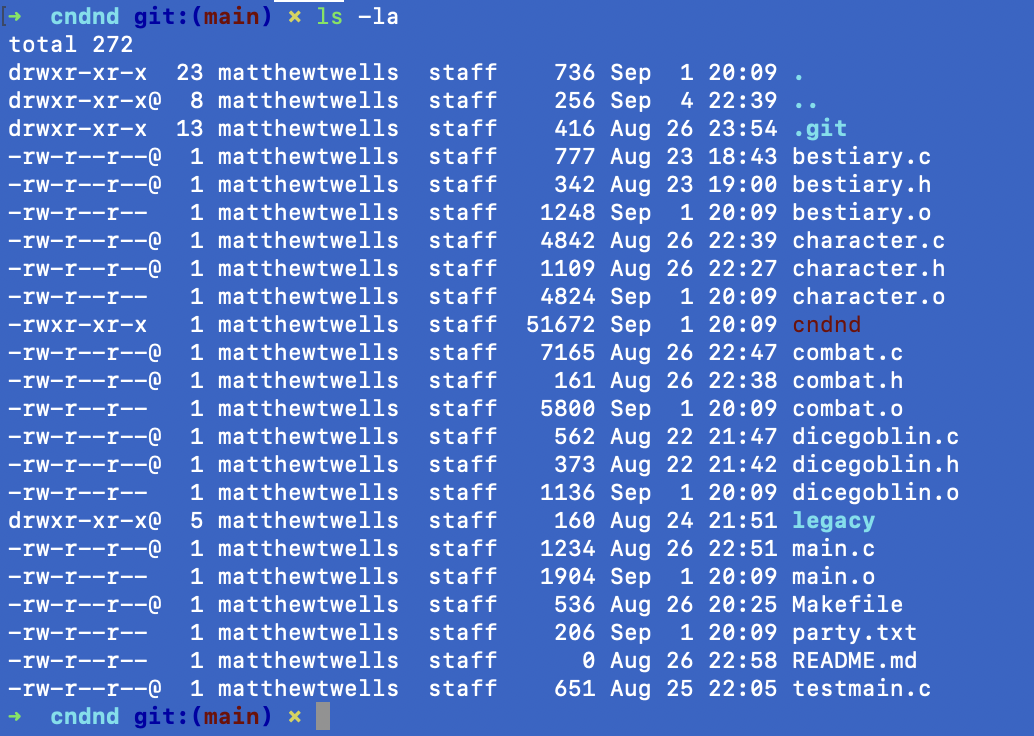 [➜  cndnd git:(main) ✗ ls -la
total 272
drwxr-xr-x  23 matthewtwells  staff    736 Sep  1 20:09 .
drwxr-xr-x@  8 matthewtwells  staff    256 Sep  4 22:39 ..
drwxr-xr-x  13 matthewtwells  staff    416 Aug 26 23:54 .git
-rw-r--r--@  1 matthewtwells  staff    777 Aug 23 18:43 bestiary.c
-rw-r--r--@  1 matthewtwells  staff    342 Aug 23 19:00 bestiary.h
-rw-r--r--   1 matthewtwells  staff   1248 Sep  1 20:09 bestiary.o
-rw-r--r--@  1 matthewtwells  staff   4842 Aug 26 22:39 character.c
-rw-r--r--@  1 matthewtwells  staff   1109 Aug 26 22:27 character.h
-rw-r--r--   1 matthewtwells  staff   4824 Sep  1 20:09 character.o
-rwxr-xr-x   1 matthewtwells  staff  51672 Sep  1 20:09 cndnd
-rw-r--r--@  1 matthewtwells  staff   7165 Aug 26 22:47 combat.c
-rw-r--r--@  1 matthewtwells  staff    161 Aug 26 22:38 combat.h
-rw-r--r--   1 matthewtwells  staff   5800 Sep  1 20:09 combat.o
-rw-r--r--@  1 matthewtwells  staff    562 Aug 22 21:47 dicegoblin.c
-rw-r--r--@  1 matthewtwells  staff    373 Aug 22 21:42 dicegoblin.h
-rw-r--r--   1 matthewtwells  staff   1136 Sep  1 20:09 dicegoblin.o
drwxr-xr-x@  5 matthewtwells  staff    160 Aug 24 21:51 legacy
-rw-r--r--@  1 matthewtwells  staff   1234 Aug 26 22:51 main.c
-rw-r--r--   1 matthewtwells  staff   1904 Sep  1 20:09 main.o
-rw-r--r--@  1 matthewtwells  staff    536 Aug 26 20:25 Makefile
-rw-r--r--   1 matthewtwells  staff    206 Sep  1 20:09 party.txt
-rw-r--r--   1 matthewtwells  staff      0 Aug 26 22:58 README.md
-rw-r--r--@  1 matthewtwells  staff    651 Aug 25 22:05 testmain.c
➜  cndnd git:(main) ✗